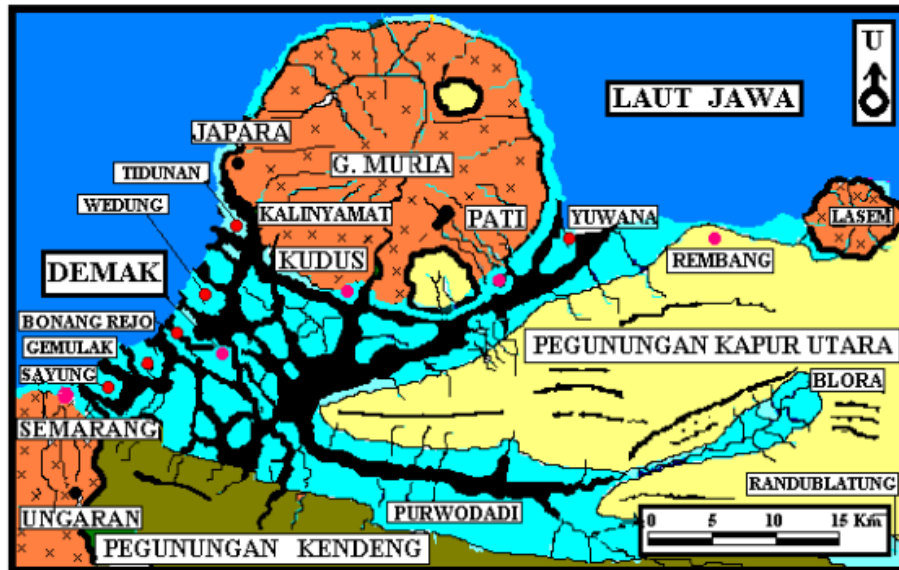 U
LAUT JAWA
JAPARA
TIDUNAN
G. MURIA
WEDUNG
KALINYAMAT
PATI
YUWANA
LASEM
KUDUS
REMBANG
DEMAK
BONANG REJO
GEMULAK
PEGUNUNGAN KAPUR UTARA
SAYUNG
BLORA
SEMARANG
RANDUBLATUNG
PURWODADI
UNGARAN
0 5 10 15 Km
PEGUNUNGAN KENDENG